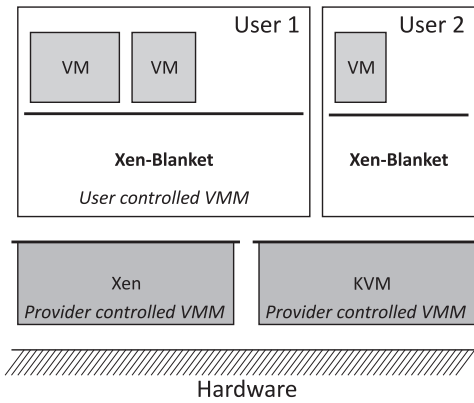 User 1
User 2
VM
VM
VM
Xen-Blanket
Xen-Blanket
User controlled VMM
Xen
KVM
Provider controlled VMM
Provider controlled VMM
Hardware